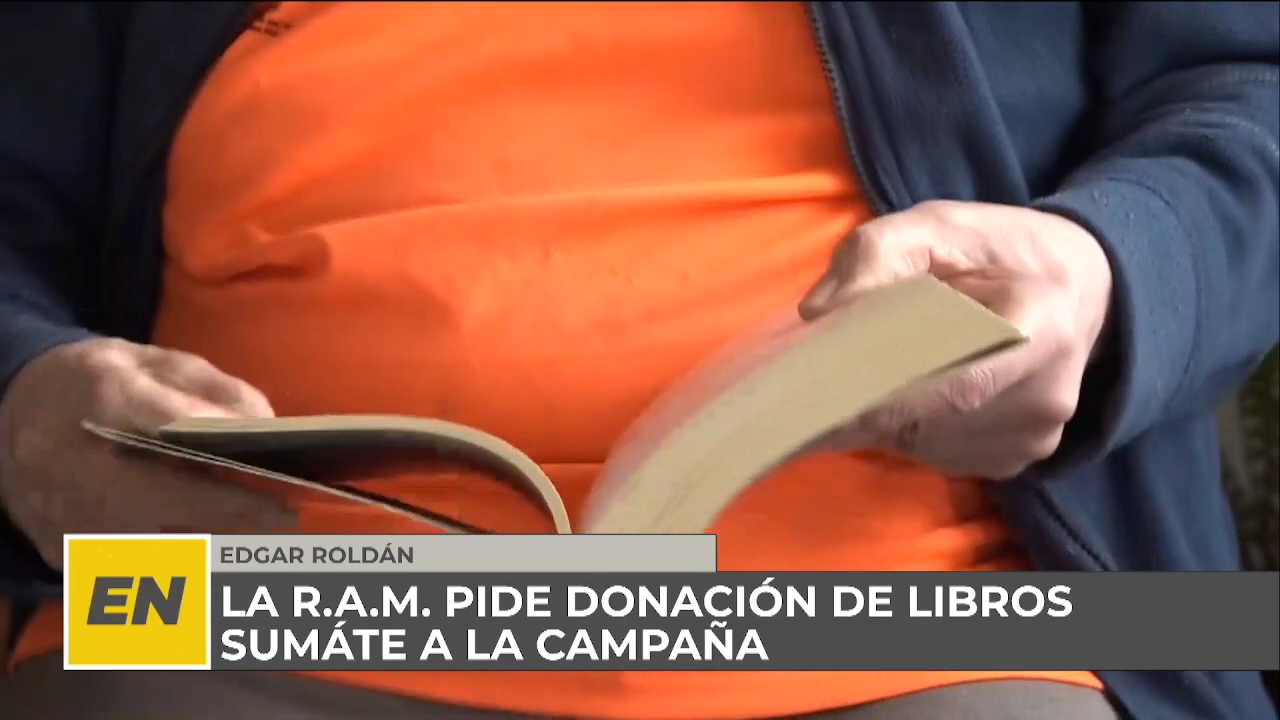 EDGAR ROLDÁN
EN
LA R.A.M. PIDE DONACIÓN DE LIBROS
SUMÁTE A LA CAMPAÑA